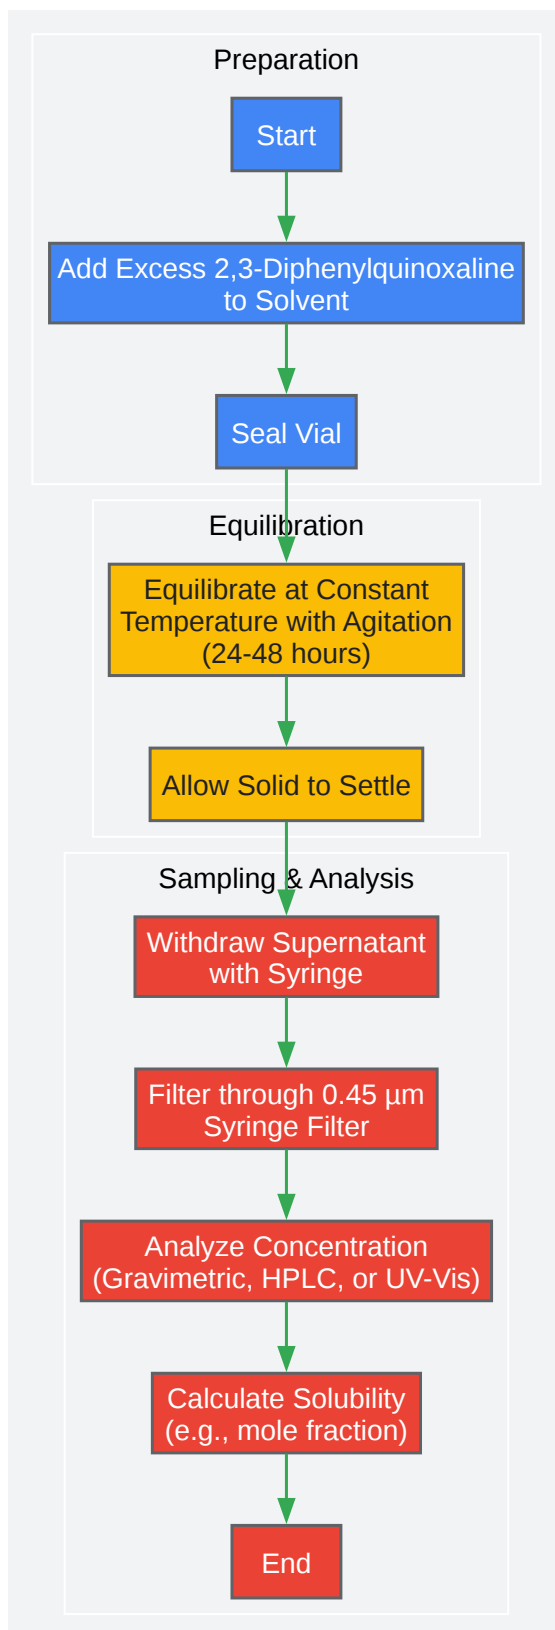 Preparation
Start
Add Excess 2,3-Diphenylquinoxaline
to Solvent
Seal Vial
Equilibration
Equilibrate at Constant
Temperature with Agitation
(24-48 hours)
Allow Solid to Settle
Sampling & Analysis
Withdraw Supernatant
with Syringe
Filter through 0.45 µm
Syringe Filter
Analyze Concentration
(Gravimetric, HPLC, or UV-Vis)
Calculate Solubility
(e.g., mole fraction)
End